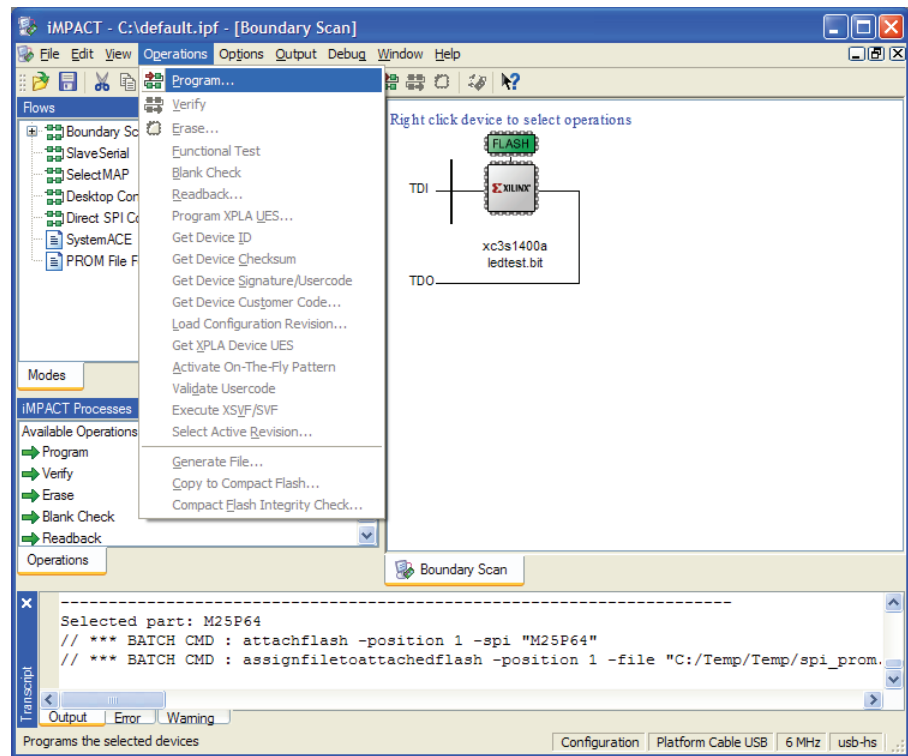 iMPACT - C:\default.ipf - [Boundary Scan]
File Edit View Operations Options Output Debug Window Help
Flows
Boundary Sc
SlaveSerial
SelectMAP
Desktop Con
Direct SPI Co
SystemACE
PROM File F
Modes
iMPACT Processes
Available Operations
Program
Verify
Erase
Blank Check
Readback
Operations
Program...
Verify
Erase...
Functional Test
Blank Check
Readback...
Program XPLA UES...
Get Device ID
Get Device Checksum
Get Device Signature/Usercode
Get Device Customer Code...
Load Configuration Revision...
Get XPLA Device UES
Activate On-The-Fly Pattern
Validate Usercode
Execute XSVF/SVF
Select Active Revision...
Generate File...
Copy to Compact Flash...
Compact Flash Integrity Check...
Right click device to select operations
FLASH
TDI
XILINX
xc3s1400a
ledtest.bit
TDO
Boundary Scan
----------------------------------------------------------------------
Selected part: M25P64
// *** BATCH CMD : attachflash -position 1 -spi "M25P64"
// *** BATCH CMD : assignfiletoattachedflash -position 1 -file "C:/Temp/Temp/spi_prom.
Transcript
Output Error Warning
Programs the selected devices
Configuration Platform Cable USB 6 MHz usb-hs